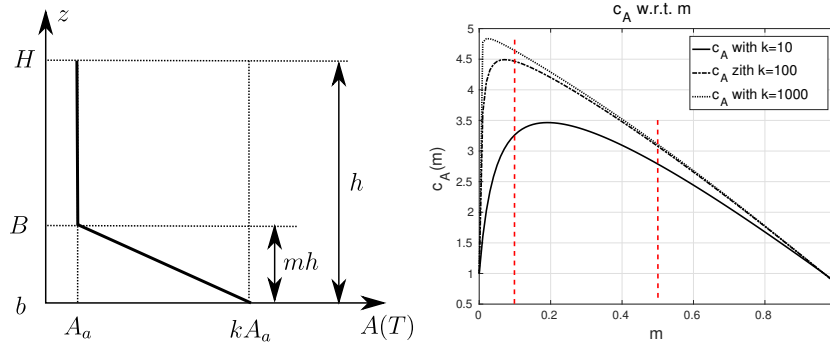 z
H
h
B
mh
b
A_a
kA_a
A(T)
c_A w.r.t. m
c_A with k=10
c_A zith k=100
c_A with k=1000
c_A(m)
5
4.5
4
3.5
3
2.5
2
1.5
1
0.5
0
0.2
0.4
0.6
0.8
m